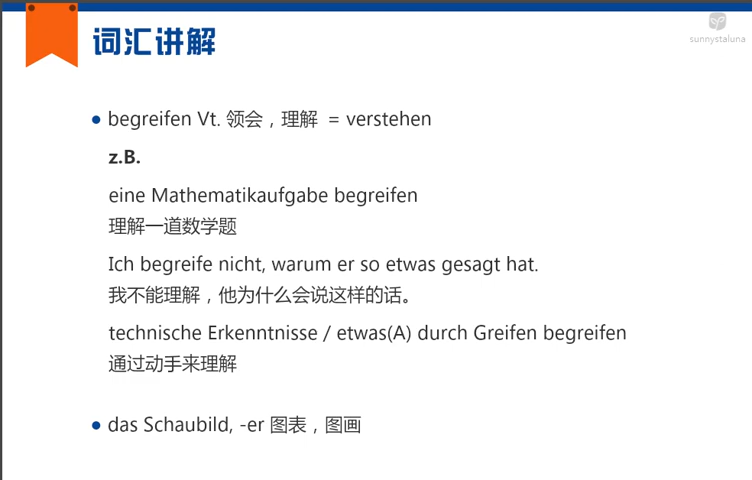 词汇讲解
sunnystaluna
begreifen Vt. 领会，理解 = verstehen
z.B.
eine Mathematikaufgabe begreifen
理解一道数学题
Ich begreife nicht, warum er so etwas gesagt hat.
我不能理解，他为什么会说这样的话。
technische Erkenntnisse / etwas(A) durch Greifen begreifen
通过动手来理解
das Schaubild, -er 图表，图画